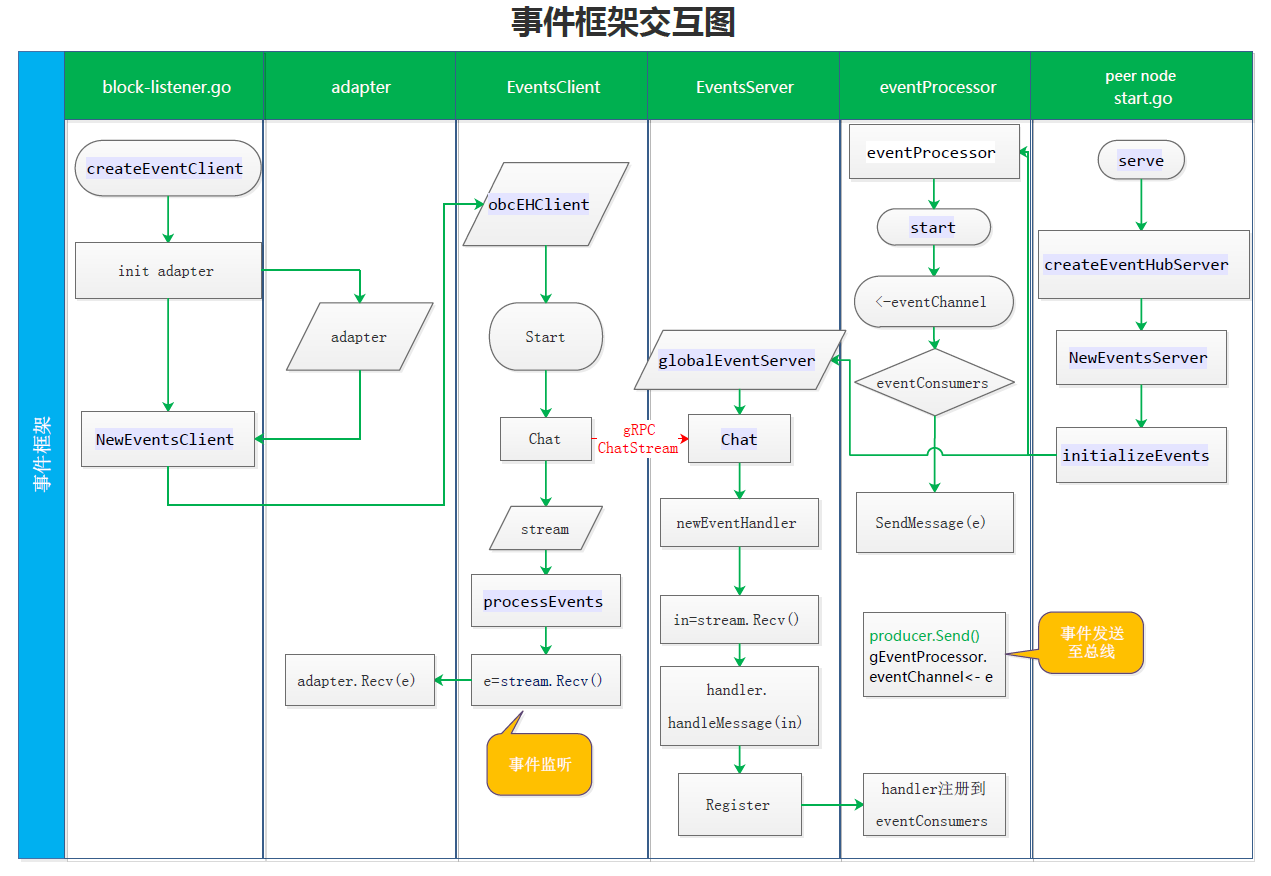 事件框架交互图
block-listener.go
adapter
EventsClient
EventsServer
eventProcessor
peer node
start.go
事件框架
createEventClient
init adapter
NewEventsClient
adapter
adapter.Recv(e)
obcEHClient
Start
Chat
gRPC
ChatStream
stream
processEvents
e=stream.Recv()
事件监听
globalEventServer
Chat
newEventHandler
in=stream.Recv()
handler.
handleMessage(in)
Register
eventProcessor
start
<-eventChannel
eventConsumers
SendMessage(e)
producer.Send()
gEventProcessor.
eventChannel<- e
事件发送
至总线
handler注册到
eventConsumers
serve
createEventHubServer
NewEventsServer
initializeEvents